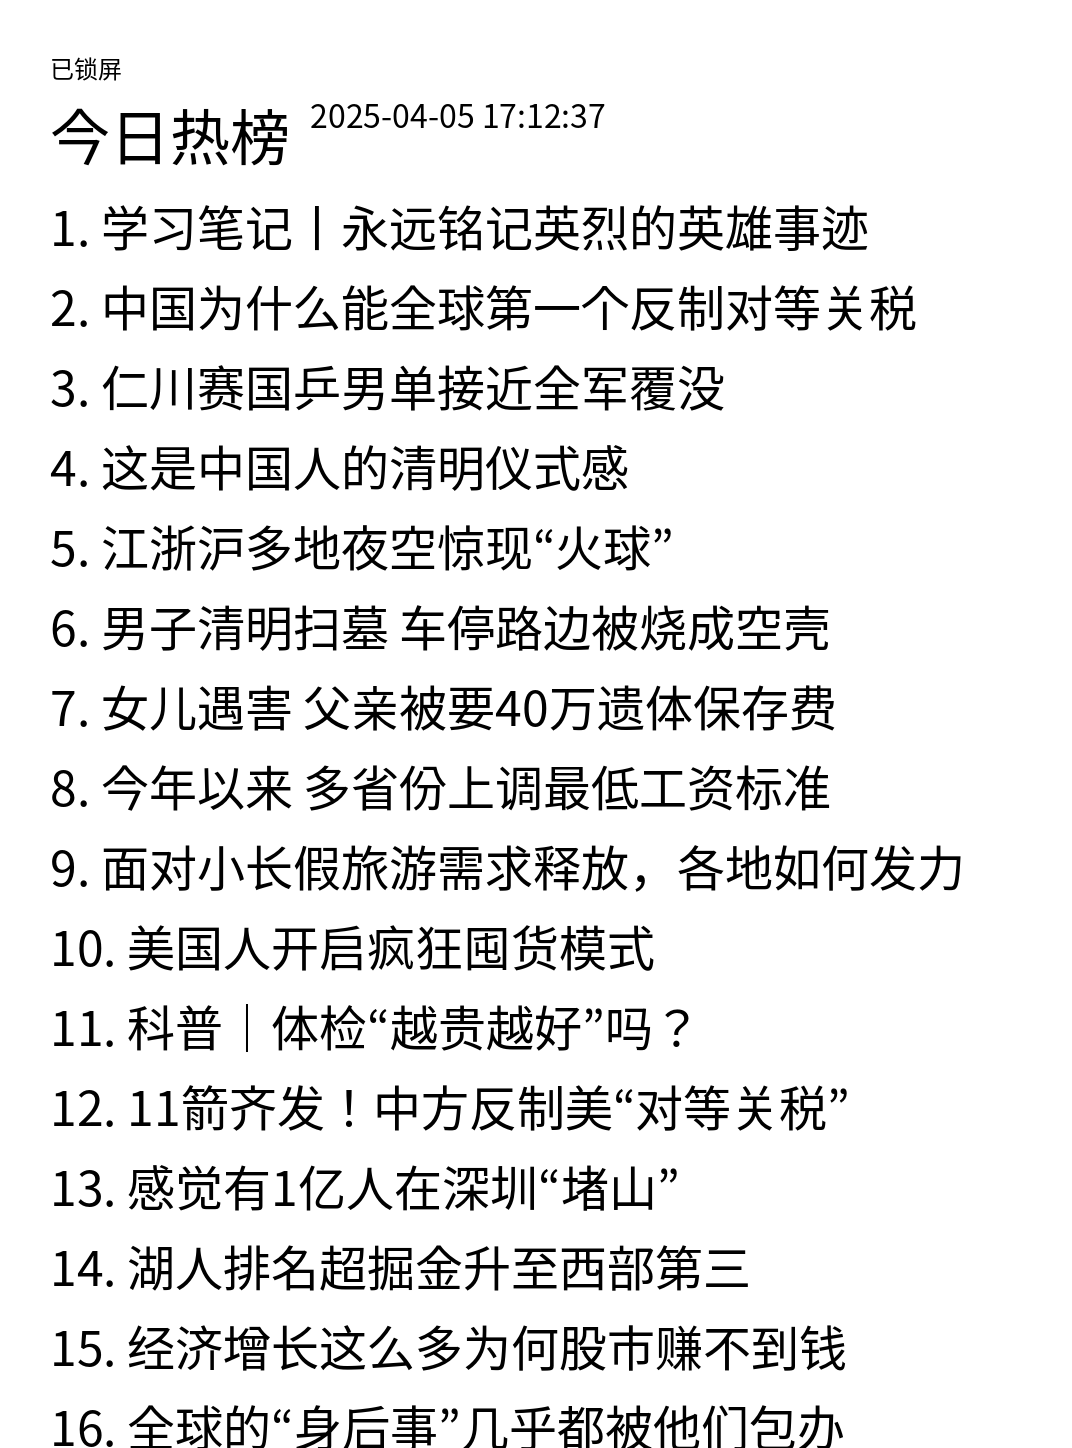 已锁屏
今日热榜 2025-04-05 17:12:37
1. 学习笔记丨永远铭记英烈的英雄事迹
2. 中国为什么能全球第一个反制对等关税
3. 仁川赛国乒男单接近全军覆没
4. 这是中国人的清明仪式感
5. 江浙沪多地夜空惊现“火球”
6. 男子清明扫墓 车停路边被烧成空壳
7. 女儿遇害 父亲被要40万遗体保存费
8. 今年以来 多省份上调最低工资标准
9. 面对小长假旅游需求释放，各地如何发力
10. 美国人开启疯狂囤货模式
11. 科普｜体检“越贵越好”吗？
12. 11箭齐发！中方反制美“对等关税”
13. 感觉有1亿人在深圳“堵山”
14. 湖人排名超掘金升至西部第三
15. 经济增长这么多为何股市赚不到钱
16. 全球的“身后事”几乎都被他们包办